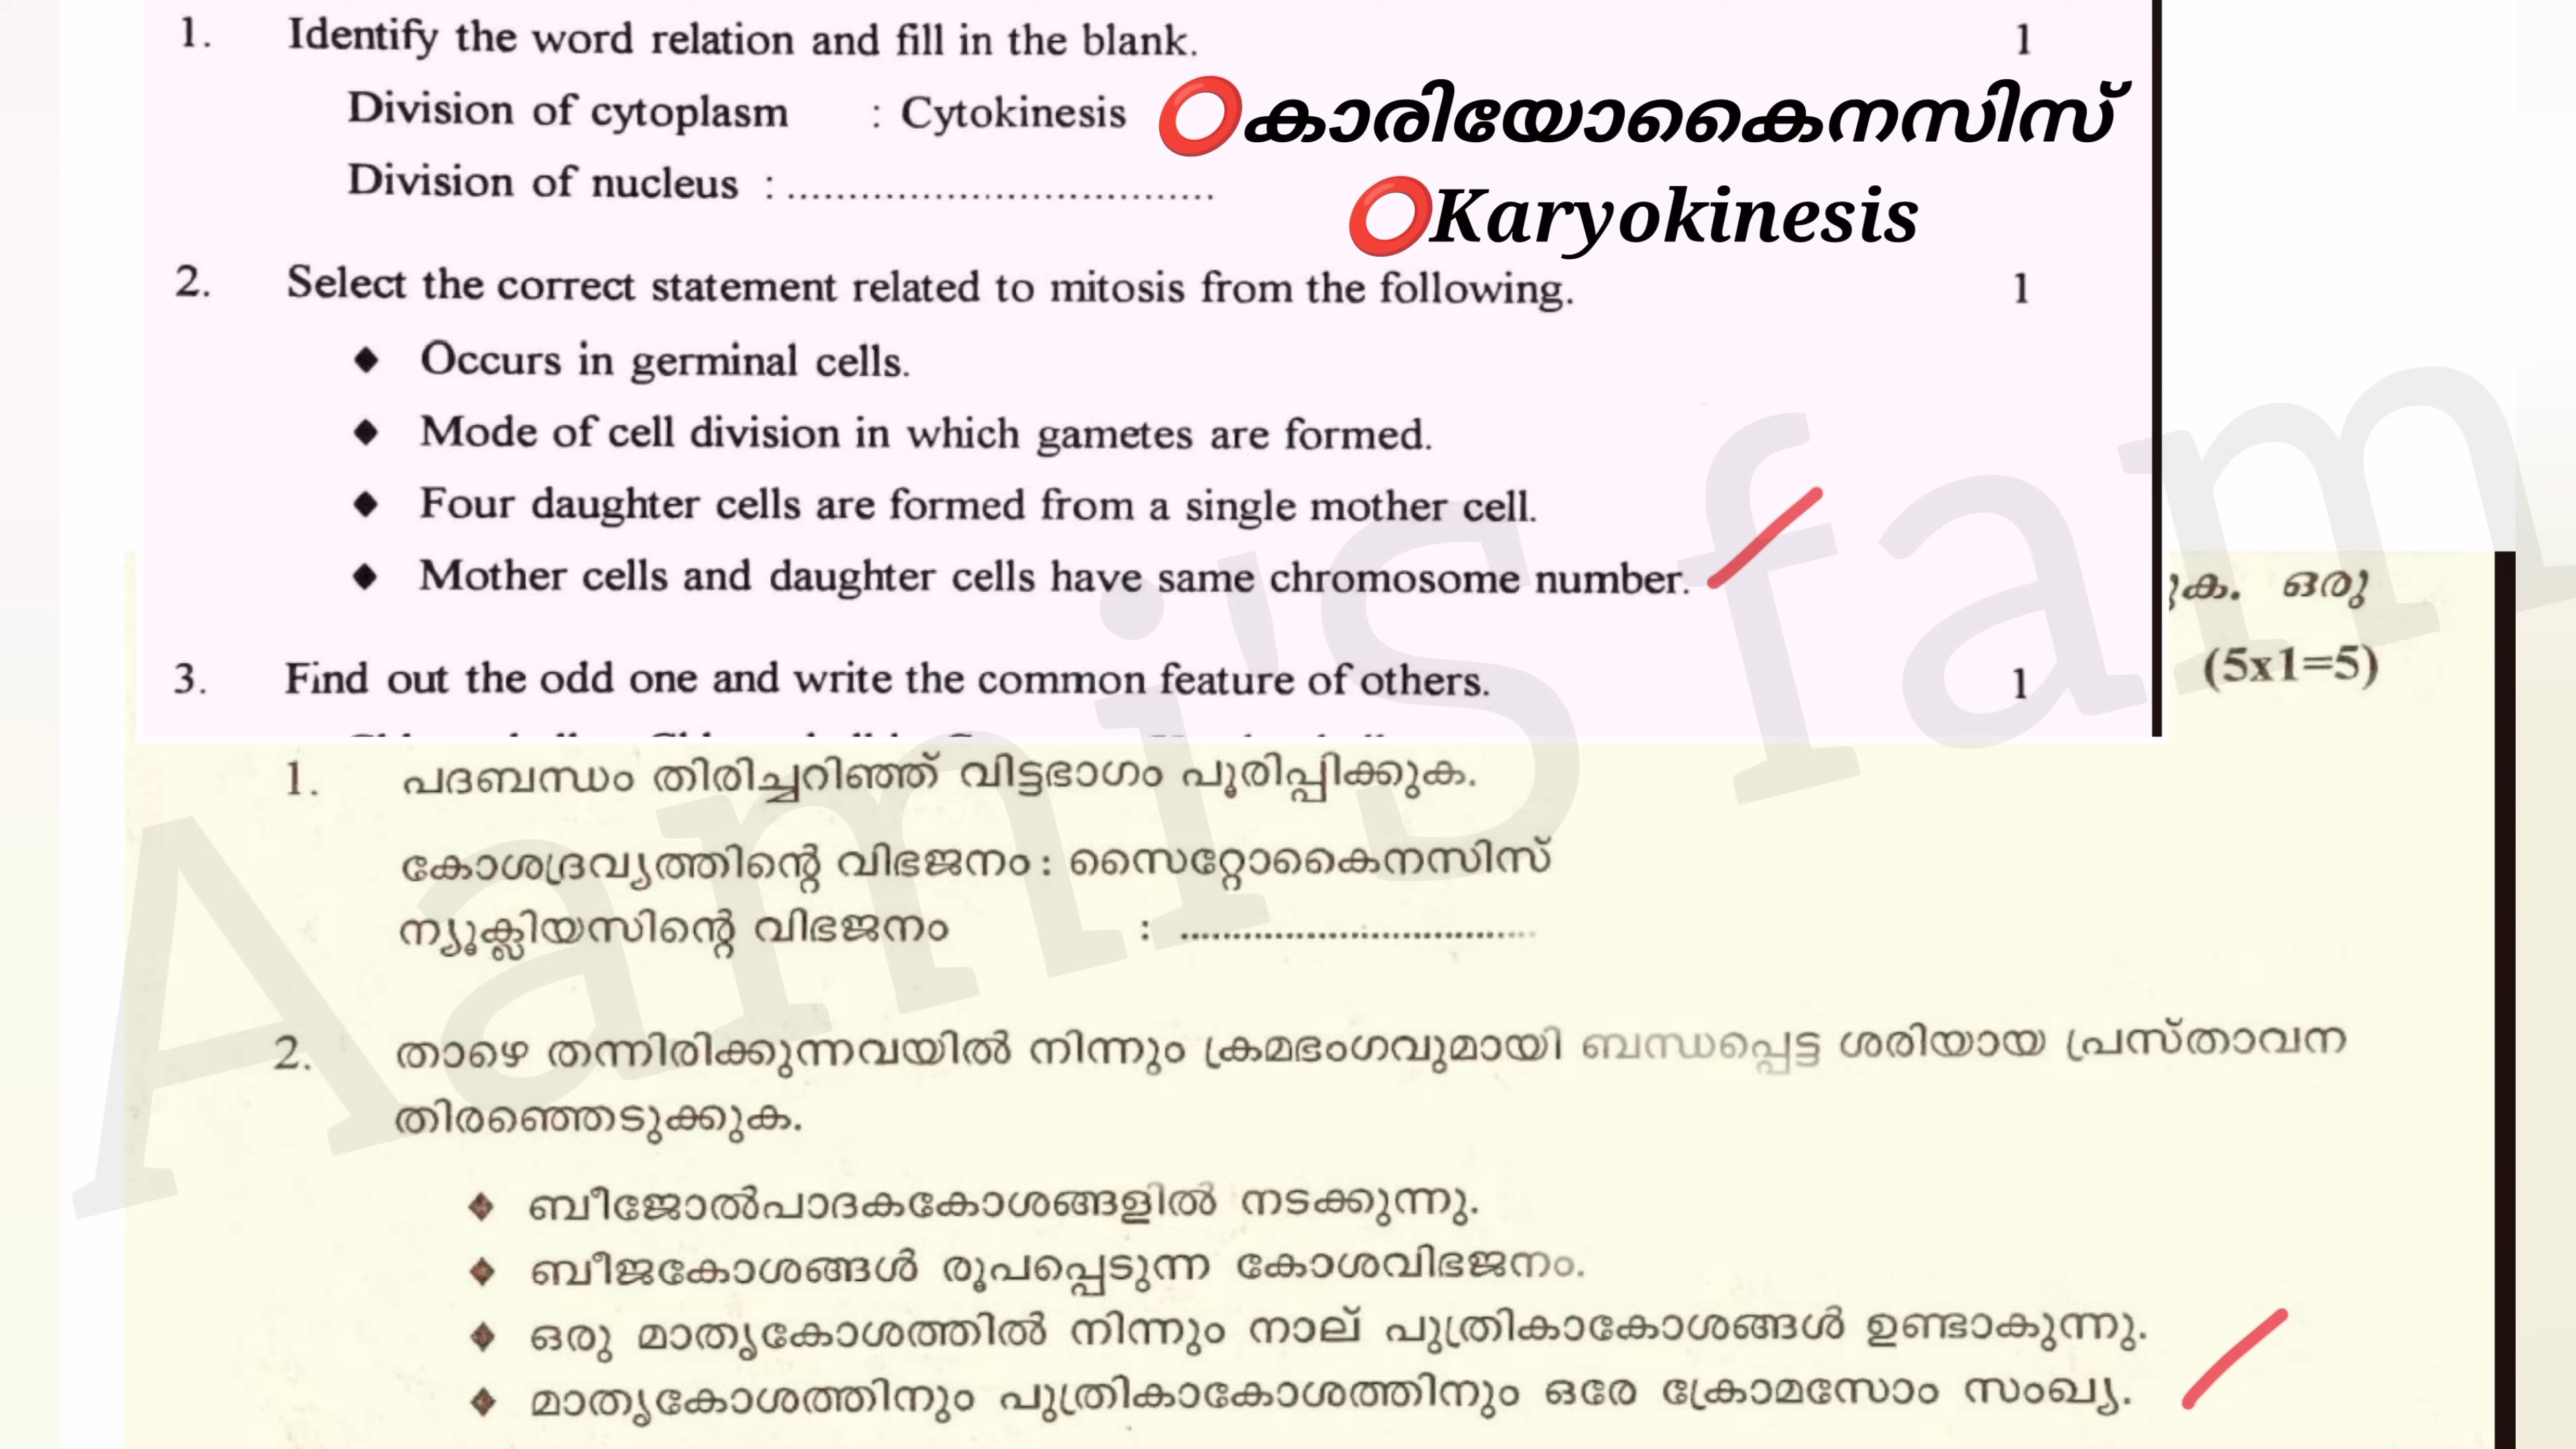 1. Identify the word relation and fill in the blank. 1
Division of cytoplasm : Cytokinesis
⭕കാരിയോകൈനസിസ്
Division of nucleus : ....................................
⭕Karyokinesis
2. Select the correct statement related to mitosis from the following. 1
♦ Occurs in germinal cells.
♦ Mode of cell division in which gametes are formed.
♦ Four daughter cells are formed from a single mother cell.
♦ Mother cells and daughter cells have same chromosome number.
ഒരു
3. Find out the odd one and write the common feature of others. 1
(5x1=5)
1. പദബന്ധം തിരിച്ചറിഞ്ഞ് വിട്ടഭാഗം പൂരിപ്പിക്കുക.
കോശദ്രവ്യത്തിന്റെ വിഭജനം : സൈറ്റോകൈനസിസ്
ന്യൂക്ലിയസിന്റെ വിഭജനം : ....................................
2. താഴെ തന്നിരിക്കുന്നവയിൽ നിന്നും ക്രമഭംഗവുമായി ബന്ധപ്പെട്ട ശരിയായ പ്രസ്താവന
തിരഞ്ഞെടുക്കുക.
♦ ബീജോൽപാദകകോശങ്ങളിൽ നടക്കുന്നു.
♦ ബീജകോശങ്ങൾ രൂപപ്പെടുന്ന കോശവിഭജനം.
♦ ഒരു മാതൃകോശത്തിൽ നിന്നും നാല് പുത്രികാകോശങ്ങൾ ഉണ്ടാകുന്നു.
♦ മാതൃകോശത്തിനും പുത്രികാകോശത്തിനും ഒരേ ക്രോമസോം സംഖ്യ.
Aami'S fam